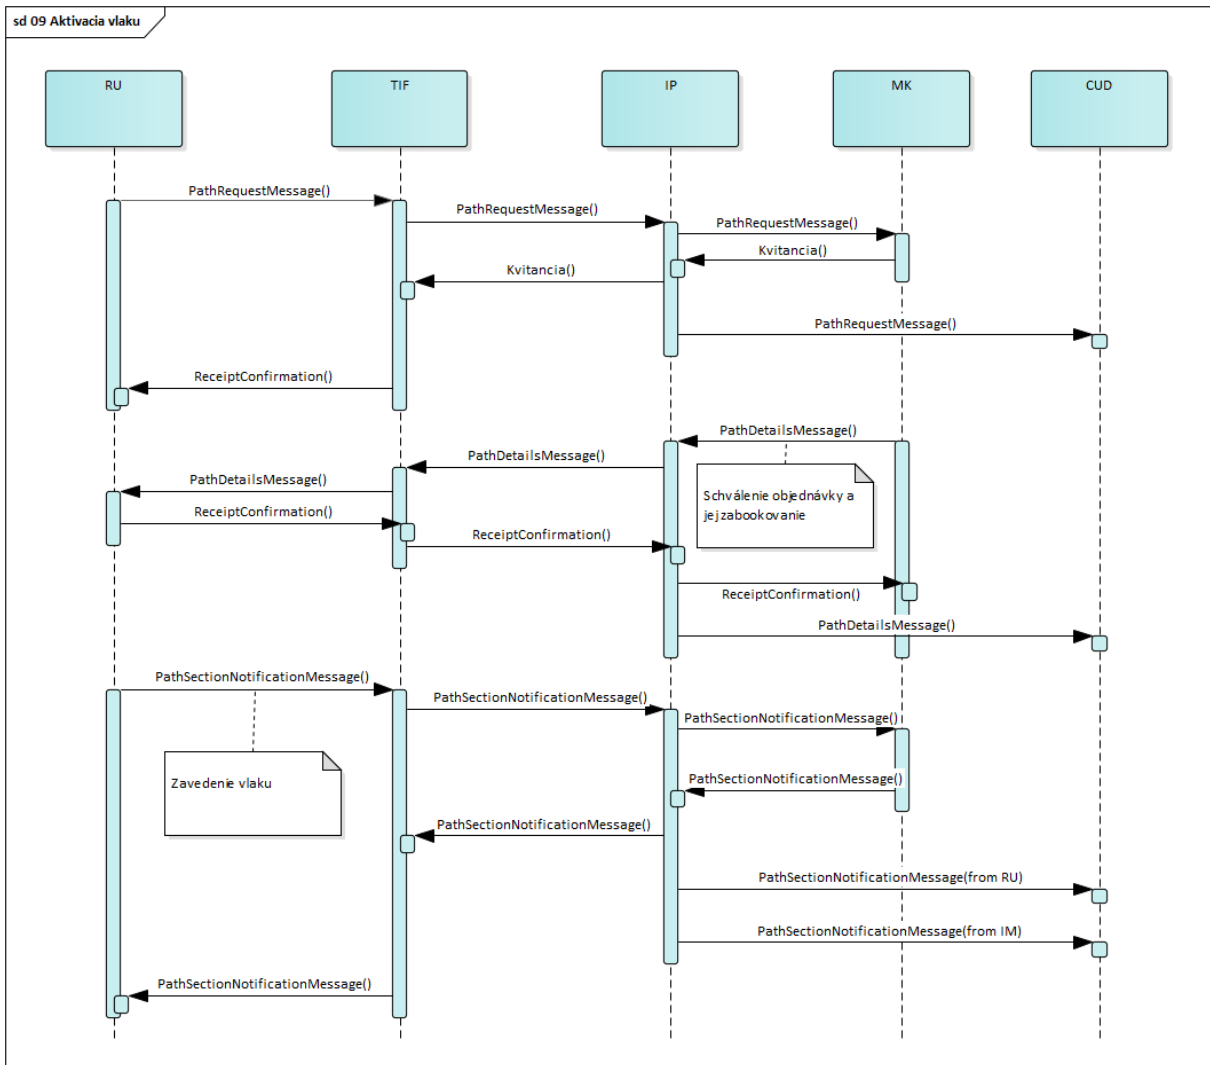 sd 09 Aktivacia vlaku
RU
TIF
IP
MK
CUD
PathRequestMessage()
PathRequestMessage()
PathRequestMessage()
Kvitancia()
Kvitancia()
PathRequestMessage()
ReceiptConfirmation()
PathDetailsMessage()
PathDetailsMessage()
PathDetailsMessage()
Schválenie objednávky a
jej zabookovanie
ReceiptConfirmation()
ReceiptConfirmation()
ReceiptConfirmation()
PathDetailsMessage()
PathSectionNotificationMessage()
PathSectionNotificationMessage()
PathSectionNotificationMessage()
Zavedenie vlaku
PathSectionNotificationMessage()
PathSectionNotificationMessage()
PathSectionNotificationMessage(from RU)
PathSectionNotificationMessage(from IM)
PathSectionNotificationMessage()